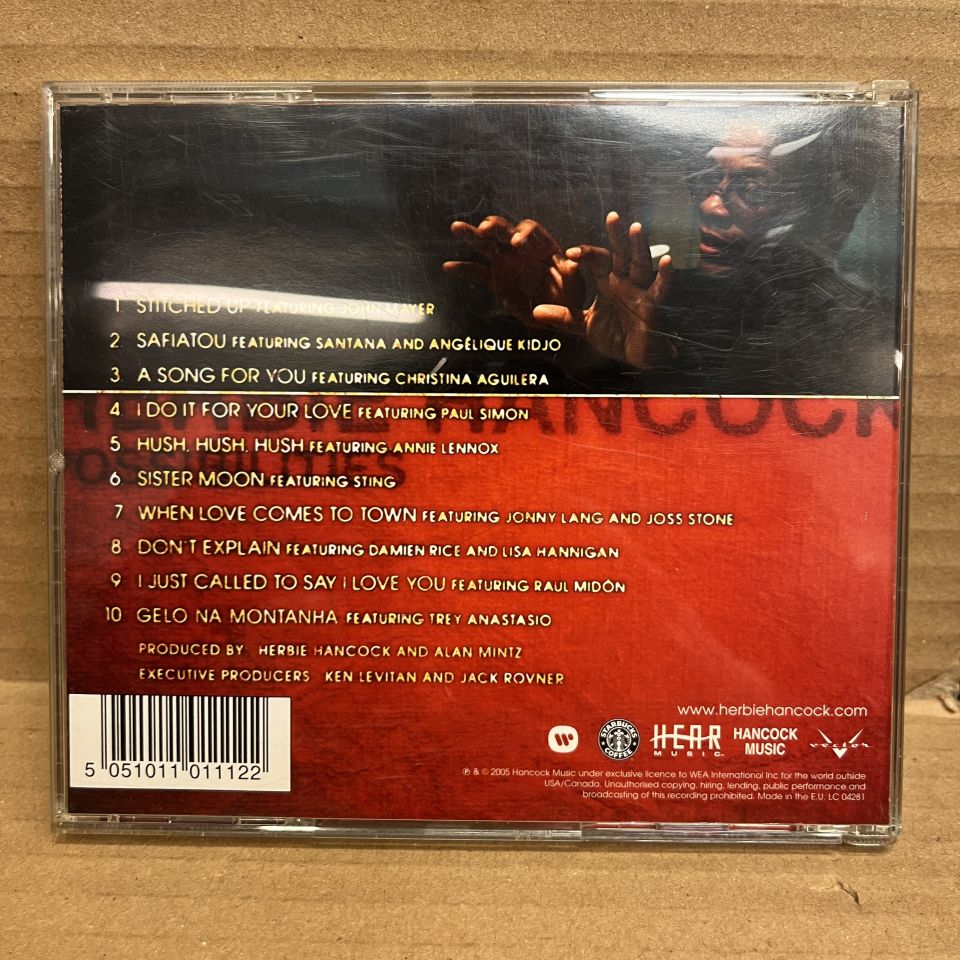 1 STITCHED UP FEATURING JOHN MAYER
2 SAFIATOU FEATURING SANTANA AND ANGÉLIQUE KIDJO
3 A SONG FOR YOU FEATURING CHRISTINA AGUILERA
HERBIE HANCOCK
4 I DO IT FOR YOUR LOVE FEATURING PAUL SIMON
5 HUSH, HUSH, HUSH FEATURING ANNIE LENNOX
6 SISTER MOON FEATURING STING
7 WHEN LOVE COMES TO TOWN FEATURING JONNY LANG AND JOSS STONE
8 DON'T EXPLAIN FEATURING DAMIEN RICE AND LISA HANNIGAN
9 I JUST CALLED TO SAY I LOVE YOU FEATURING RAUL MIDÓN
10 GELO NA MONTANHA FEATURING TREY ANASTASIO
PRODUCED BY: HERBIE HANCOCK AND ALAN MINTZ
EXECUTIVE PRODUCERS KEN LEVITAN AND JACK ROVNER
www.herbiehancock.com
STARBUCKS COFFEE
HEAR MUSIC
HANCOCK MUSIC
vector
5 051011 011122
℗ & © 2005 Hancock Music under exclusive licence to WEA International Inc for the world outside
USA/Canada. Unauthorised copying, hiring, lending, public performance and
broadcasting of this recording prohibited. Made in the E.U. LC 04281